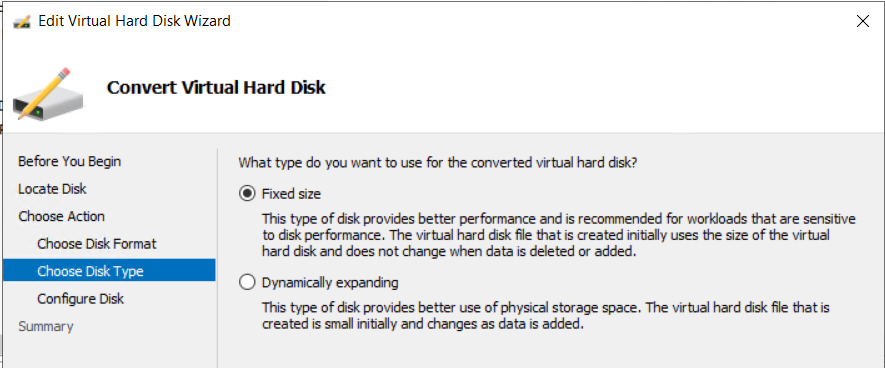 Edit Virtual Hard Disk Wizard
Convert Virtual Hard Disk
Before You Begin
Locate Disk
Choose Action
Choose Disk Format
Choose Disk Type
Configure Disk
Summary
What type do you want to use for the converted virtual hard disk?
Fixed size
This type of disk provides better performance and is recommended for workloads that are sensitive
to disk performance. The virtual hard disk file that is created initially uses the size of the virtual
hard disk and does not change when data is deleted or added.
Dynamically expanding
This type of disk provides better use of physical storage space. The virtual hard disk file that is
created is small initially and changes as data is added.